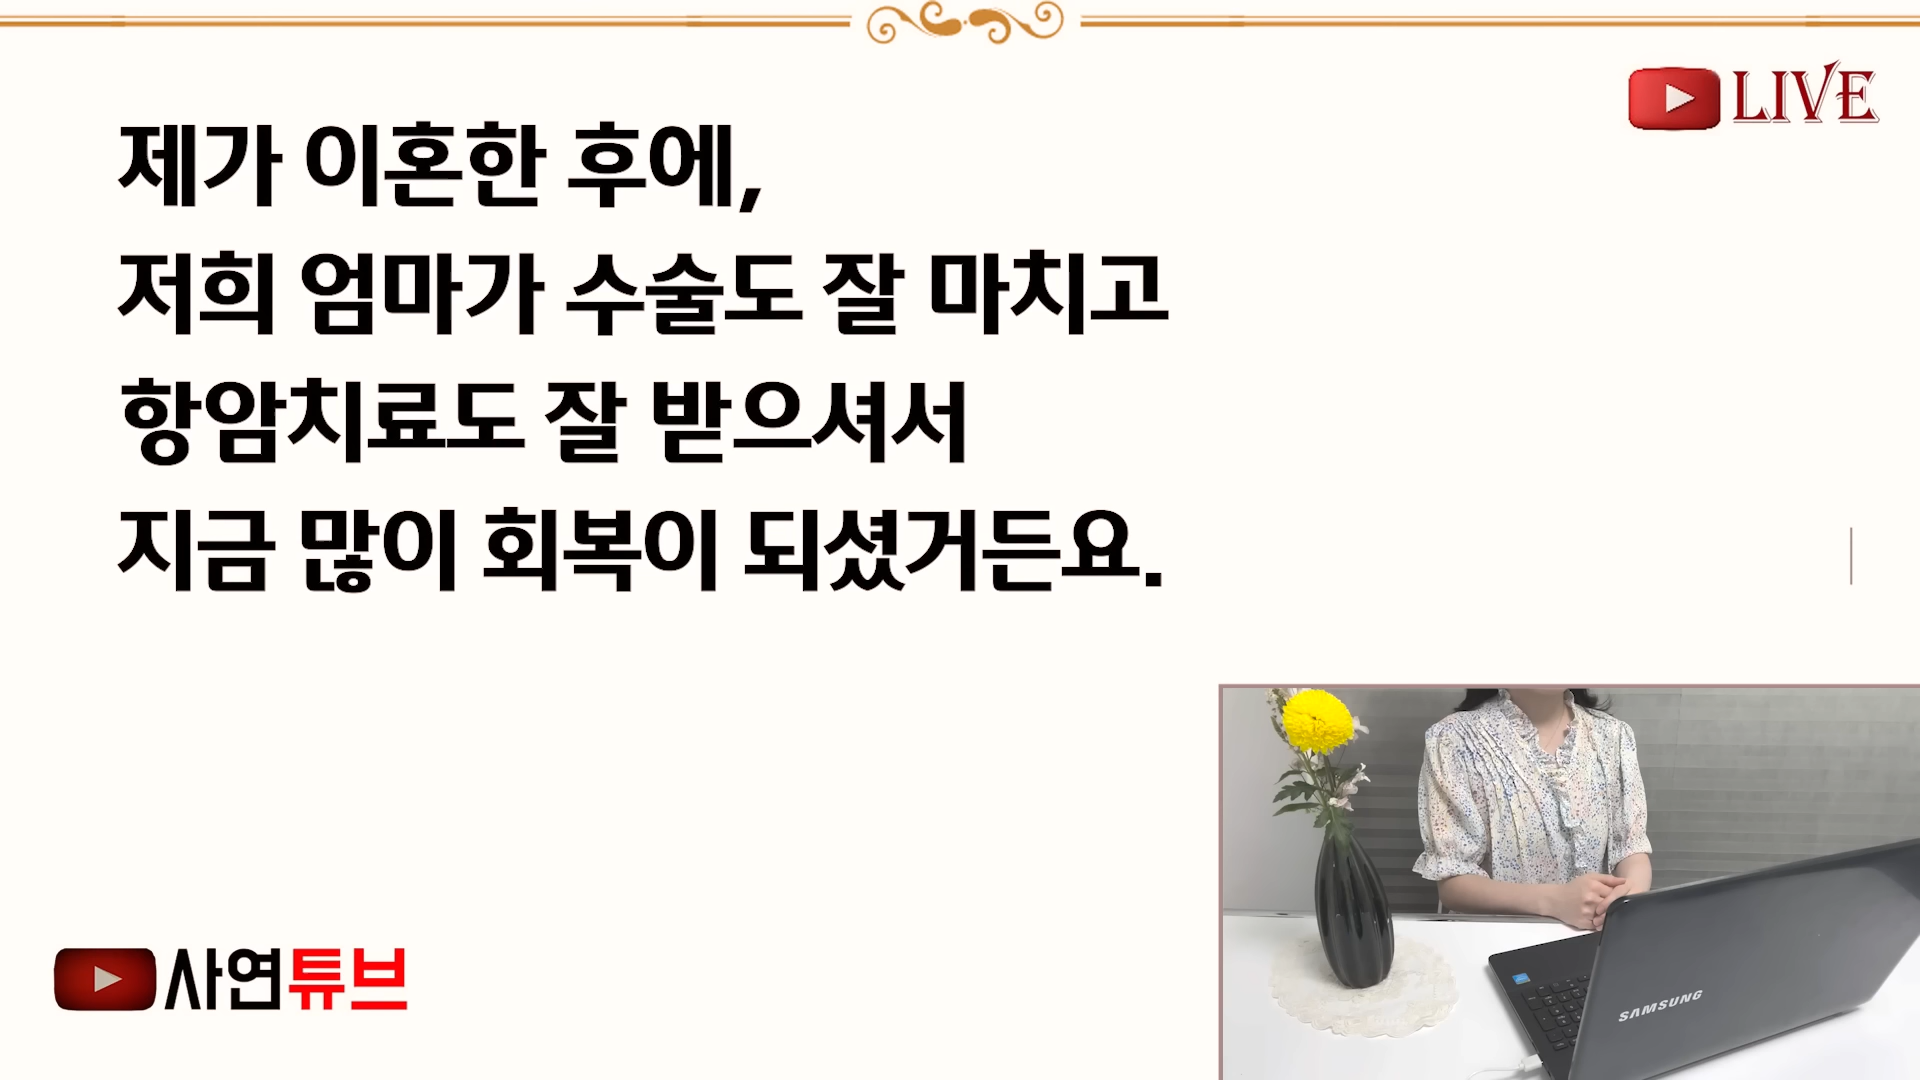 LIVE
제가 이혼한 후에,
저희 엄마가 수술도 잘 마치고
항암치료도 잘 받으셔서
지금 많이 회복이 되셨거든요.
사연튜브
SAMSUNG